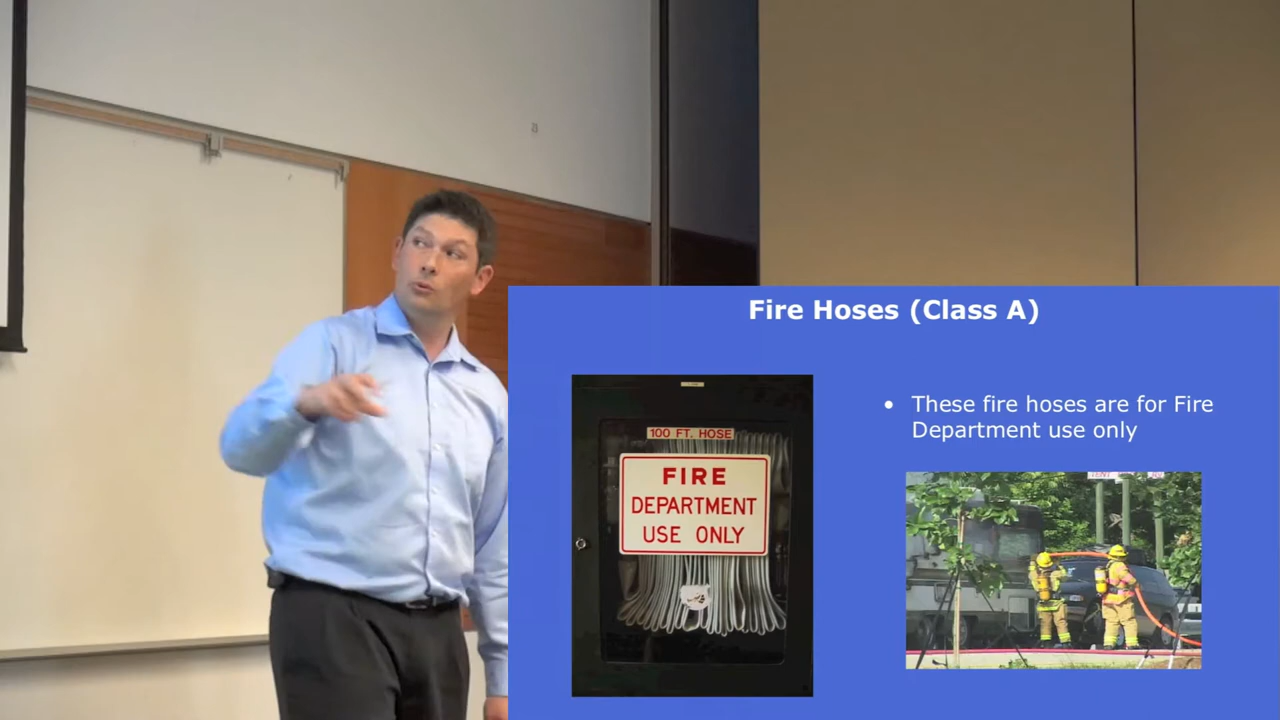 Fire Hoses (Class A)
100 FT. HOSE
FIRE
DEPARTMENT
USE ONLY
• These fire hoses are for Fire
Department use only